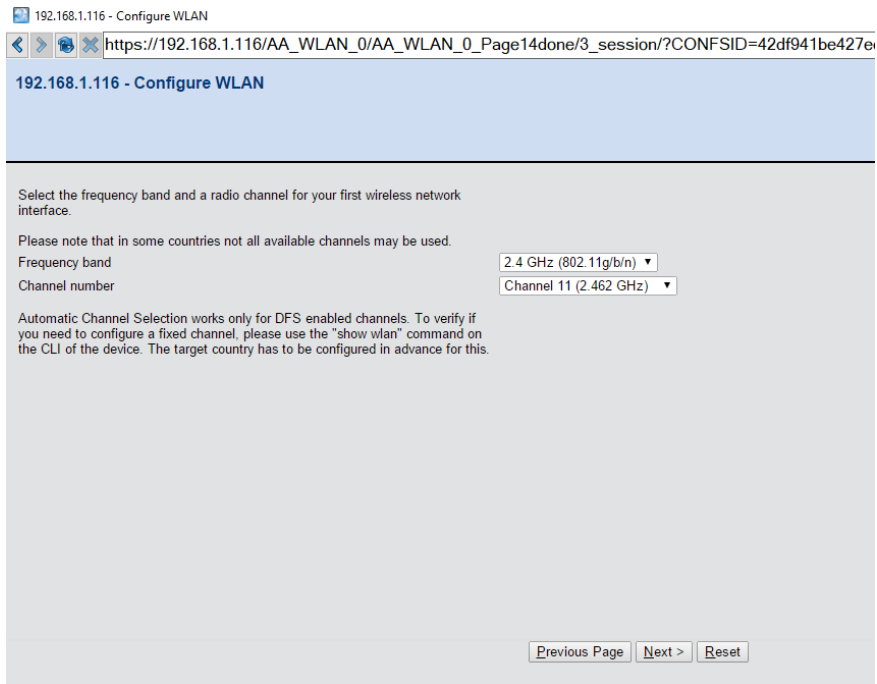 192.168.1.116 - Configure WLAN
https://192.168.1.116/AA_WLAN_0/AA_WLAN_0_Page14done/3_session/?CONFSID=42df941be427e
192.168.1.116 - Configure WLAN
Select the frequency band and a radio channel for your first wireless network
interface.
Please note that in some countries not all available channels may be used.
Frequency band 2.4 GHz (802.11g/b/n)
Channel number Channel 11 (2.462 GHz)
Automatic Channel Selection works only for DFS enabled channels. To verify if
you need to configure a fixed channel, please use the "show wlan" command on
the CLI of the device. The target country has to be configured in advance for this.
Previous Page Next > Reset